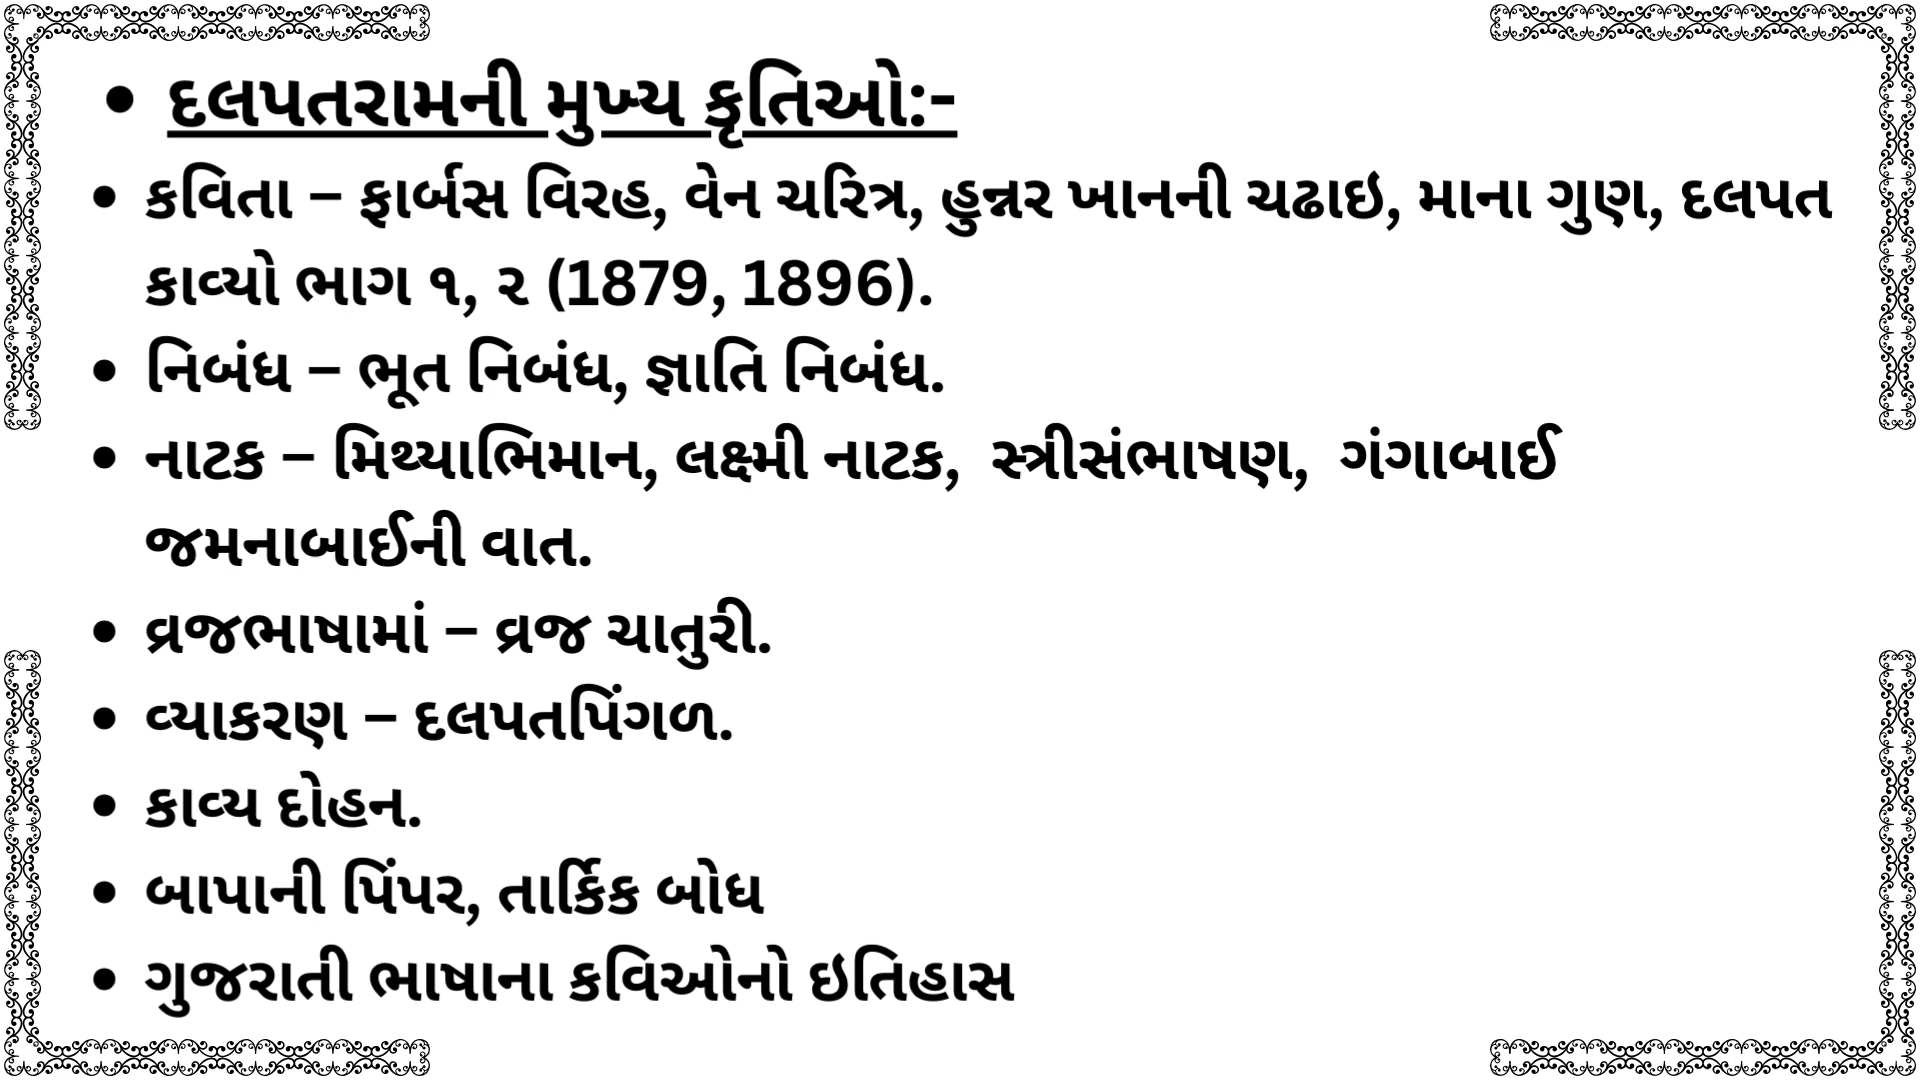 • દલપતરામની મુખ્ય કૃતિઓ:-
• કવિતા – ફાર્બસ વિરહ, વેન ચરિત્ર, હુન્નર ખાનની ચઢાઇ, માના ગુણ, દલપત
કાવ્યો ભાગ ૧, ૨ (1879, 1896).
• નિબંધ – ભૂત નિબંધ, જ્ઞાતિ નિબંધ.
• નાટક – મિથ્યાભિમાન, લક્ષ્મી નાટક, સ્ત્રીસંભાષણ, ગંગાબાઈ
જમનાબાઈની વાત.
• વ્રજભાષામાં – વ્રજ ચાતુરી.
• વ્યાકરણ – દલપતપિંગળ.
• કાવ્ય દોહન.
• બાપાની પિંપર, તાર્કિક બોધ
• ગુજરાતી ભાષાના કવિઓનો ઇતિહાસ